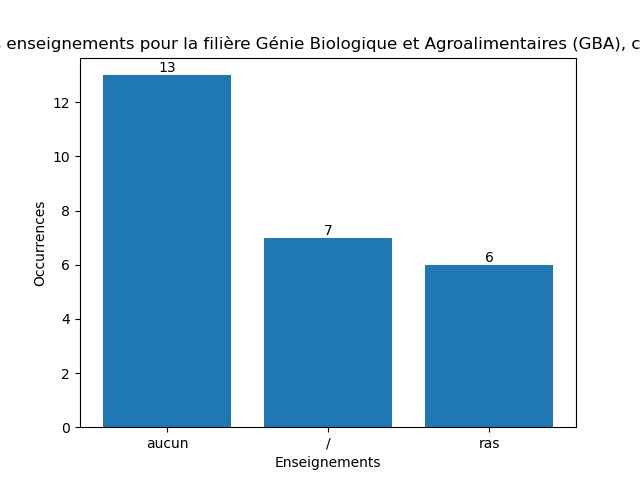 enseignements pour la filière Génie Biologique et Agroalimentaires (GBA),
13
7
6
12
10
8
6
4
2
0
Occurrences
aucun
/
ras
Enseignements